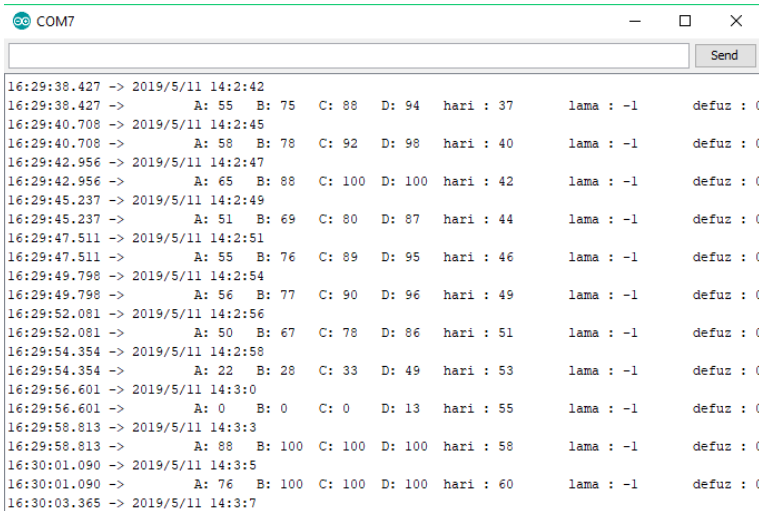 COM7
Send
16:29:38.427 -> 2019/5/11 14:2:42
16:29:38.427 -> A: 55 B: 75 C: 88 D: 94 hari : 37 lama : -1 defuz : 0
16:29:40.708 -> 2019/5/11 14:2:45
16:29:40.708 -> A: 58 B: 78 C: 92 D: 98 hari : 40 lama : -1 defuz : 0
16:29:42.956 -> 2019/5/11 14:2:47
16:29:42.956 -> A: 65 B: 88 C: 100 D: 100 hari : 42 lama : -1 defuz : 0
16:29:45.237 -> 2019/5/11 14:2:49
16:29:45.237 -> A: 51 B: 69 C: 80 D: 87 hari : 44 lama : -1 defuz : 0
16:29:47.511 -> 2019/5/11 14:2:51
16:29:47.511 -> A: 55 B: 76 C: 89 D: 95 hari : 46 lama : -1 defuz : 0
16:29:49.798 -> 2019/5/11 14:2:54
16:29:49.798 -> A: 56 B: 77 C: 90 D: 96 hari : 49 lama : -1 defuz : 0
16:29:52.081 -> 2019/5/11 14:2:56
16:29:52.081 -> A: 50 B: 67 C: 78 D: 86 hari : 51 lama : -1 defuz : 0
16:29:54.354 -> 2019/5/11 14:2:58
16:29:54.354 -> A: 22 B: 28 C: 33 D: 49 hari : 53 lama : -1 defuz : 0
16:29:56.601 -> 2019/5/11 14:3:0
16:29:56.601 -> A: 0 B: 0 C: 0 D: 13 hari : 55 lama : -1 defuz : 0
16:29:58.813 -> 2019/5/11 14:3:3
16:29:58.813 -> A: 88 B: 100 C: 100 D: 100 hari : 58 lama : -1 defuz : 0
16:30:01.090 -> 2019/5/11 14:3:5
16:30:01.090 -> A: 76 B: 100 C: 100 D: 100 hari : 60 lama : -1 defuz : 0
16:30:03.365 -> 2019/5/11 14:3:7